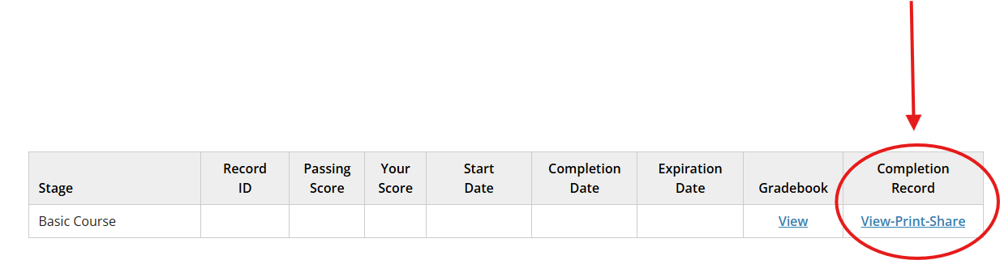 Record Passing Your Start Completion Expiration Completion
Stage ID Score Score Date Date Date Gradebook Record
Basic Course View View-Print-Share